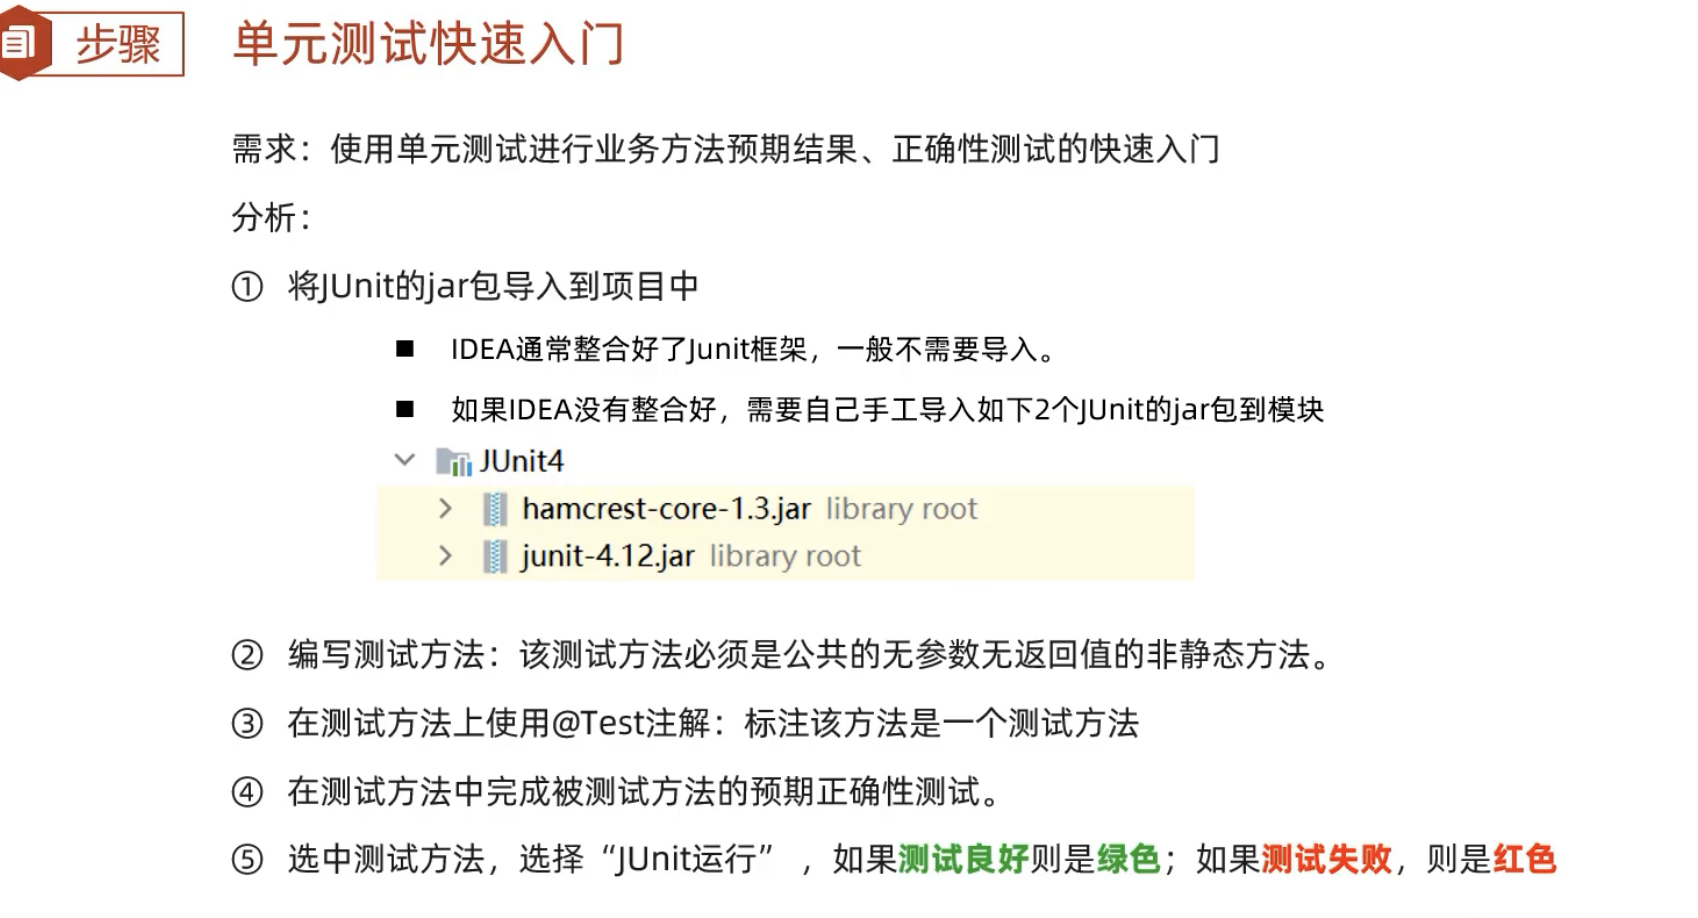 步骤
单元测试快速入门
需求：使用单元测试进行业务方法预期结果、正确性测试的快速入门
分析：
① 将JUnit的jar包导入到项目中
■ IDEA通常整合好了Junit框架，一般不需要导入。
■ 如果IDEA没有整合好，需要自己手工导入如下2个JUnit的jar包到模块
JUnit4
hamcrest-core-1.3.jar library root
junit-4.12.jar library root
② 编写测试方法：该测试方法必须是公共的无参数无返回值的非静态方法。
③ 在测试方法上使用@Test注解：标注该方法是一个测试方法
④ 在测试方法中完成被测试方法的预期正确性测试。
⑤ 选中测试方法，选择“JUnit运行” ，如果测试良好则是绿色；如果测试失败，则是红色